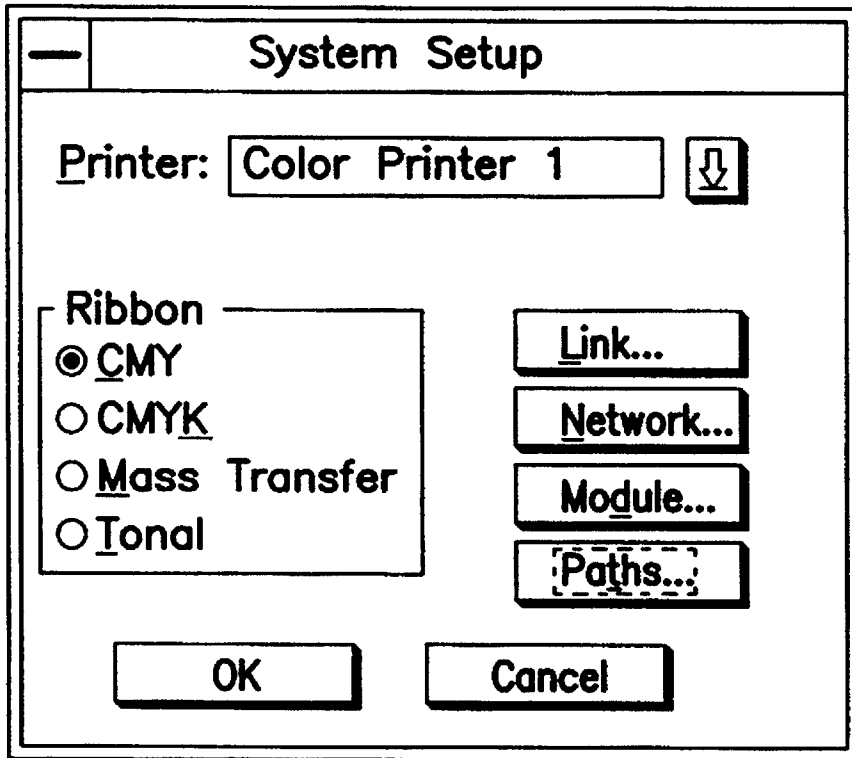 System Setup
Printer: Color Printer 1
Ribbon
CMY
CMYK
Mass Transfer
Tonal
Link...
Network...
Module...
Paths...
OK
Cancel